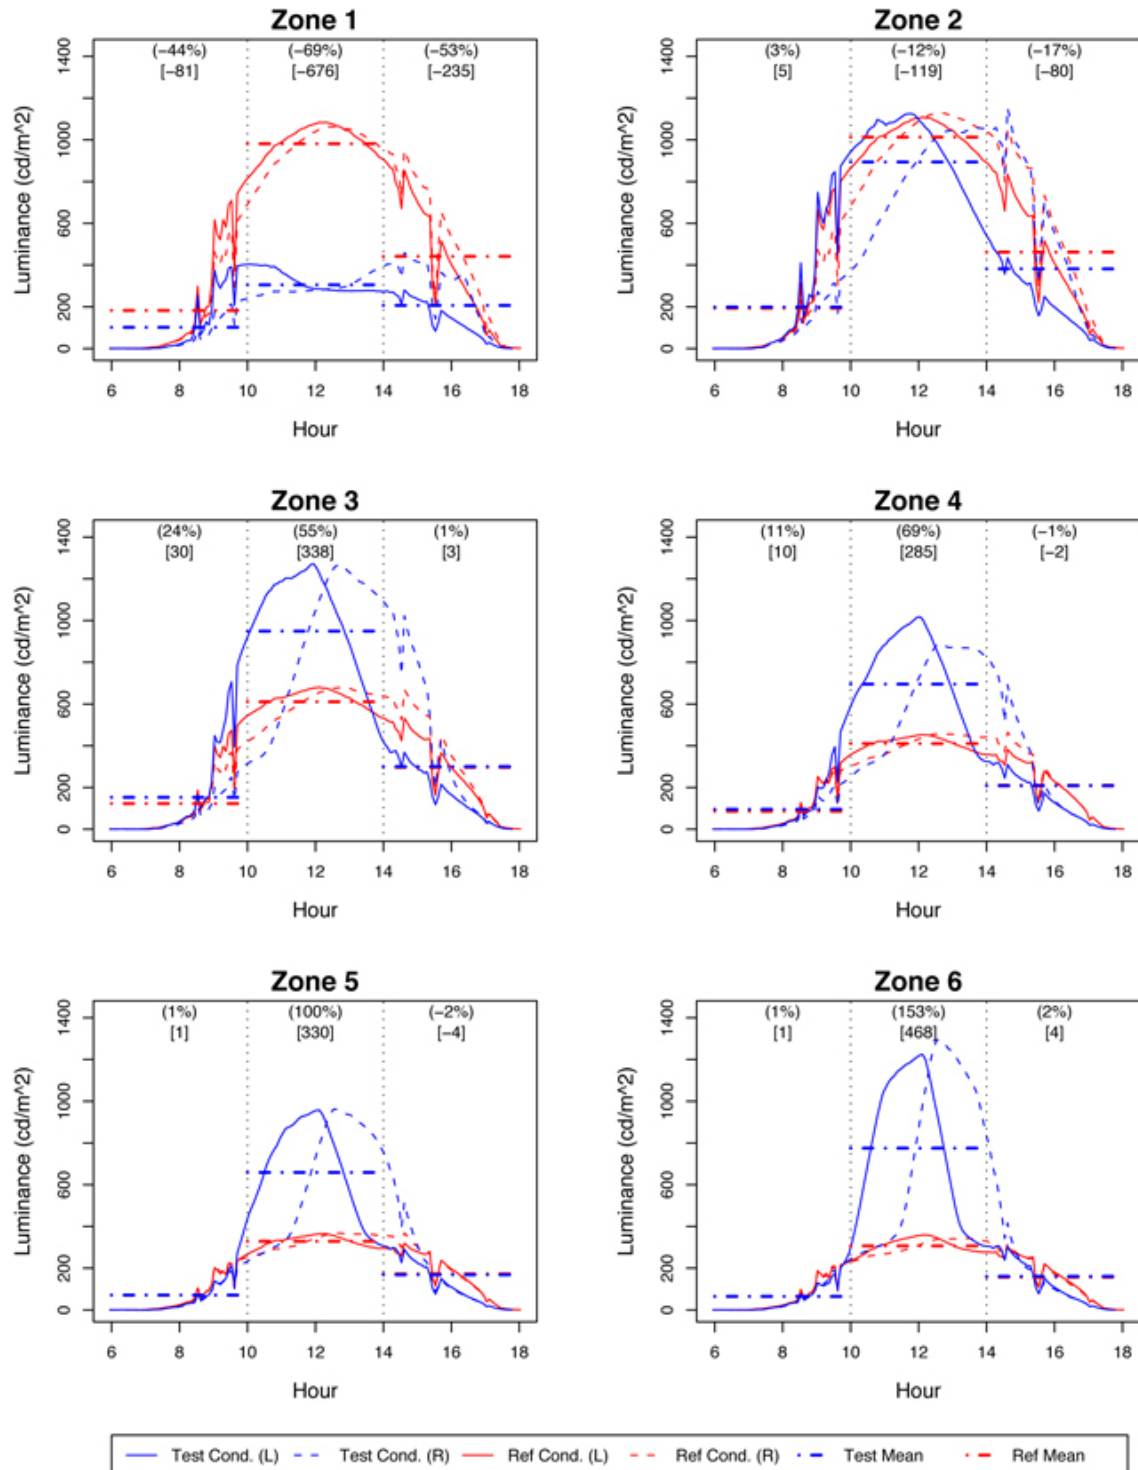 Zone 1
(−44%) (−69%) (−53%)
[−81] [−676] [−235]
Luminance (cd/m^2)
0 200 600 1000 1400
6 8 10 12 14 16 18
Hour
Zone 2
(3%) (−12%) (−17%)
[5] [−119] [−80]
Luminance (cd/m^2)
0 200 600 1000 1400
6 8 10 12 14 16 18
Hour
Zone 3
(24%) (55%) (1%)
[30] [338] [3]
Luminance (cd/m^2)
0 200 600 1000 1400
6 8 10 12 14 16 18
Hour
Zone 4
(11%) (69%) (−1%)
[10] [285] [−2]
Luminance (cd/m^2)
0 200 600 1000 1400
6 8 10 12 14 16 18
Hour
Zone 5
(1%) (100%) (−2%)
[1] [330] [−4]
Luminance (cd/m^2)
0 200 600 1000 1400
6 8 10 12 14 16 18
Hour
Zone 6
(1%) (153%) (2%)
[1] [468] [4]
Luminance (cd/m^2)
0 200 600 1000 1400
6 8 10 12 14 16 18
Hour
Test Cond. (L) Test Cond. (R) Ref Cond. (L) Ref Cond. (R) Test Mean Ref Mean